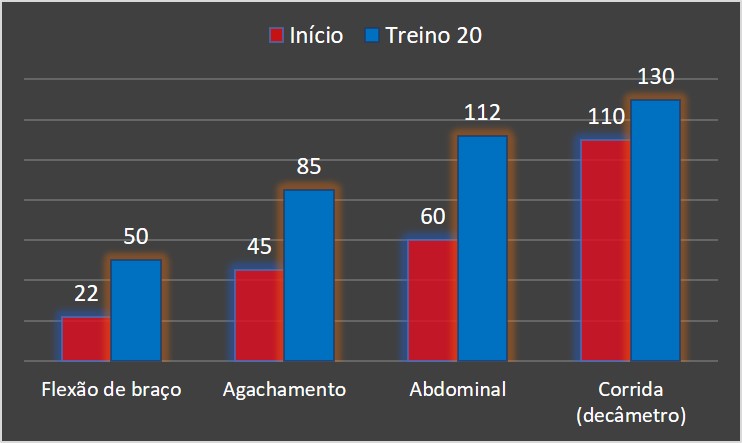 Início Treino 20
22 50 45 85 60 112 110 130
Flexão de braço Agachamento Abdominal Corrida
(decâmetro)